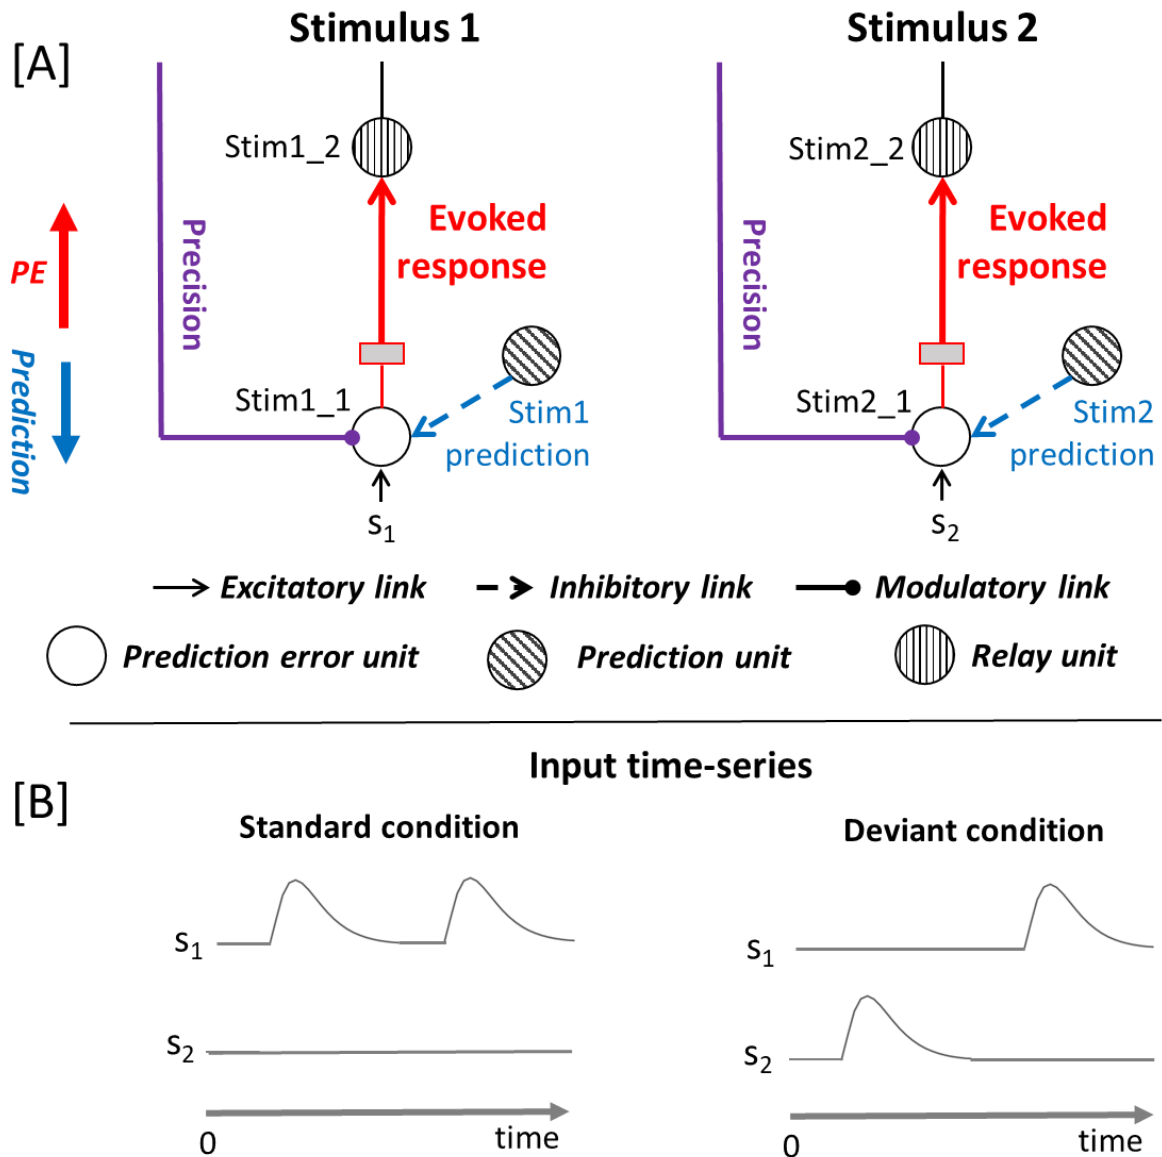 [A]
Stimulus 1
Stimulus 2
Stim1_2
Stim2_2
PE
Prediction
Precision
Evoked
response
Precision
Evoked
response
Stim1_1
Stim1
prediction
Stim2_1
Stim2
prediction
s1
s2
Excitatory link
Inhibitory link
Modulatory link
Prediction error unit
Prediction unit
Relay unit
Input time-series
[B]
Standard condition
Deviant condition
s1
s1
s2
s2
0
time
0
time